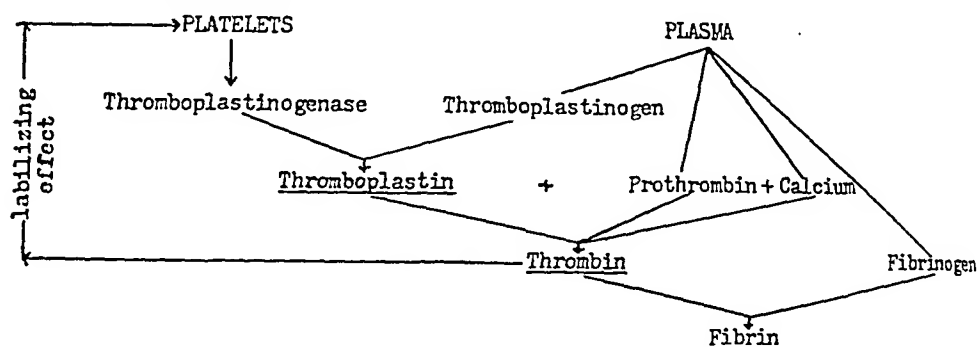 PLATELETS
PLASMA
Thromboplastinogenase
Thromboplastinogen
labilizing
effect
Thromboplastin + Prothrombin + Calcium
Thrombin
Fibrinogen
Fibrin